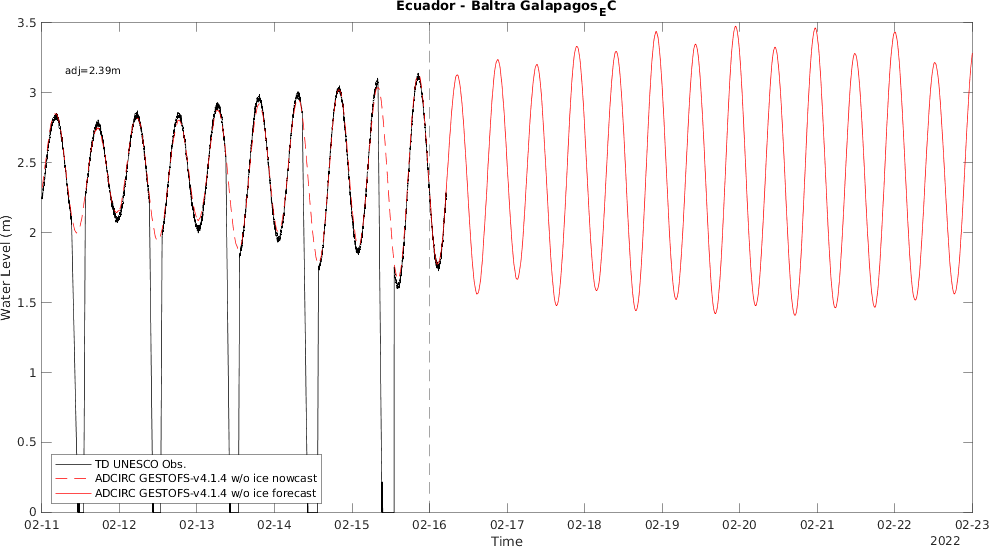 Ecuador - Baltra Galapagos_EC
adj=2.39m
3.5
3
2.5
2
1.5
1
0.5
0
Water Level (m)
TD UNESCO Obs.
ADCIRC GESTOFS-v4.1.4 w/o ice nowcast
ADCIRC GESTOFS-v4.1.4 w/o ice forecast
02-11 02-12 02-13 02-14 02-15 02-16 02-17 02-18 02-19 02-20 02-21 02-22 02-23
Time
2022